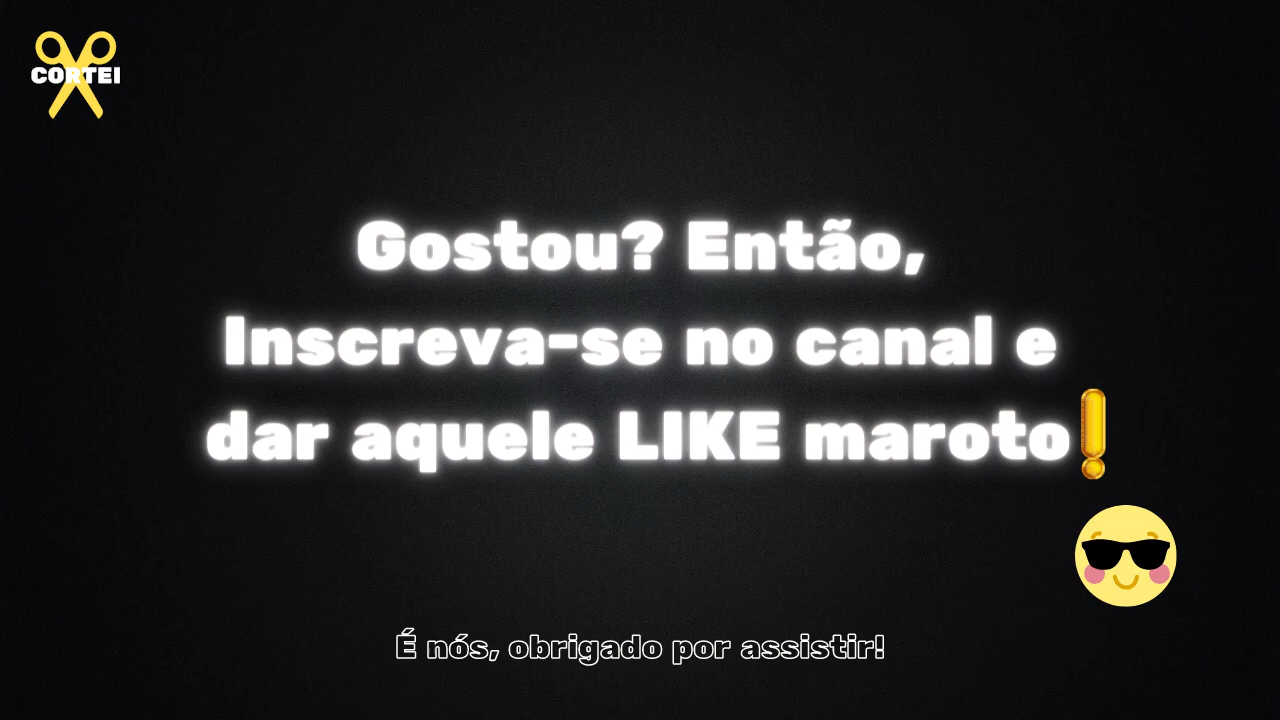 CORTEI
Gostou? Então,
Inscreva-se no canal e
dar aquele LIKE maroto!
É nós, obrigado por assistir!